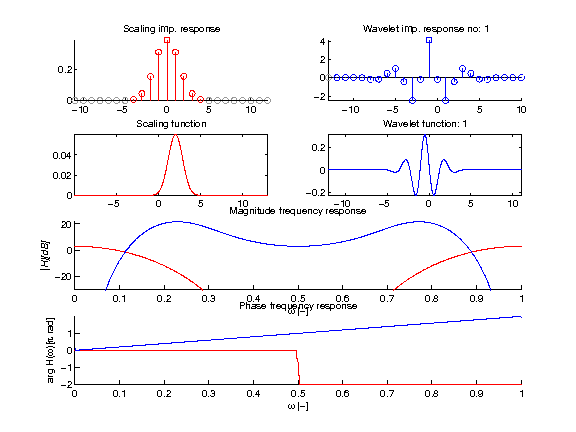 Scaling imp. response
Wavelet imp. response no: 1
0.2
0
−10 −5 0 5 10
4
2
0
−2
−10 −5 0 5 10
Scaling function
Wavelet function: 1
0.04
0.02
0
−5 0 5 10
0.2
0
−0.2
−10 −5 0 5 10
Magnitude frequency response
|H|[dB]
20
0
−20
0 0.1 0.2 0.3 0.4 0.5 0.6 0.7 0.8 0.9 1
ω [−]
Phase frequency response
arg H(ω)[π rad]
1
0
−1
−2
0 0.1 0.2 0.3 0.4 0.5 0.6 0.7 0.8 0.9 1
ω [−]